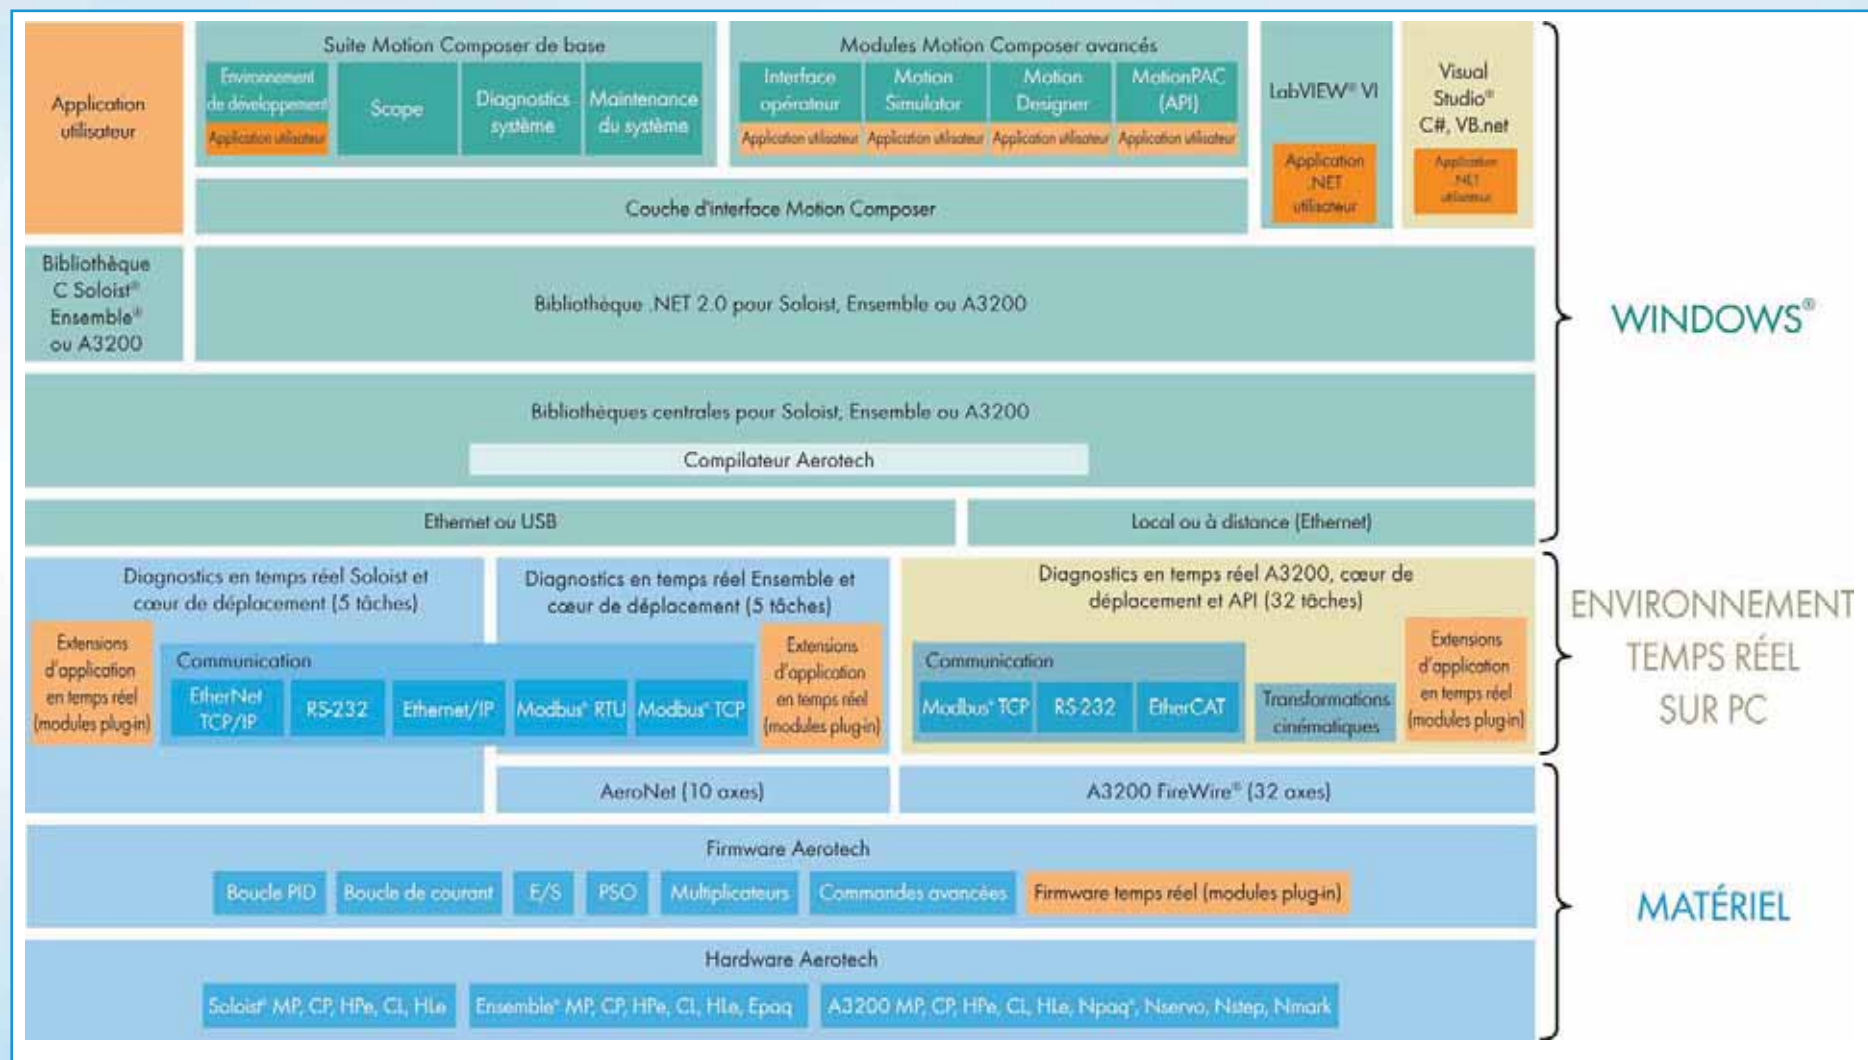 Application
utilisateur
Suite Motion Composer de base
Environnement
de développement
Application utilisateur
Scope
Diagnostics
système
Maintenance
du système
Modules Motion Composer avancés
Interface
opérateur
Application utilisateur
Motion
Simulator
Application utilisateur
Motion
Designer
Application utilisateur
MotionPAC
(API)
Application utilisateur
LabVIEW® VI
Application
.NET
utilisateur
Visual
Studio®
C#, VB.net
Application
.NET
utilisateur
Couche d'interface Motion Composer
Bibliothèque
C Soloist®
Ensemble®
ou A3200
Bibliothèque .NET 2.0 pour Soloist, Ensemble ou A3200
WINDOWS®
Bibliothèques centrales pour Soloist, Ensemble ou A3200
Compilateur Aerotech
Ethernet ou USB
Local ou à distance (Ethernet)
Diagnostics en temps réel Soloist et
cœur de déplacement (5 tâches)
Extensions
d'application
en temps réel
(modules plug-in)
Communication
EtherNet
TCP/IP
RS-232
Ethernet/IP
Modbus® RTU
Modbus® TCP
Diagnostics en temps réel Ensemble et
cœur de déplacement (5 tâches)
Extensions
d'application
en temps réel
(modules plug-in)
Diagnostics en temps réel A3200, cœur de
déplacement et API (32 tâches)
Communication
Modbus® TCP
RS-232
EtherCAT
Transformations
cinématiques
Extensions
d'application
en temps réel
(modules plug-in)
ENVIRONNEMENT
TEMPS RÉEL
SUR PC
AeroNet (10 axes)
A3200 FireWire® (32 axes)
Firmware Aerotech
Boucle PID
Boucle de courant
E/S
PSO
Multiplicateurs
Commandes avancées
Firmware temps réel (modules plug-in)
MATÉRIEL
Hardware Aerotech
Soloist® MP, CP, HPe, CL, HLe
Ensemble® MP, CP, HPe, CL, HLe, Epaq
A3200 MP, CP, HPe, CL, HLe, Npaq®, Nservo, Nstep, Nmark